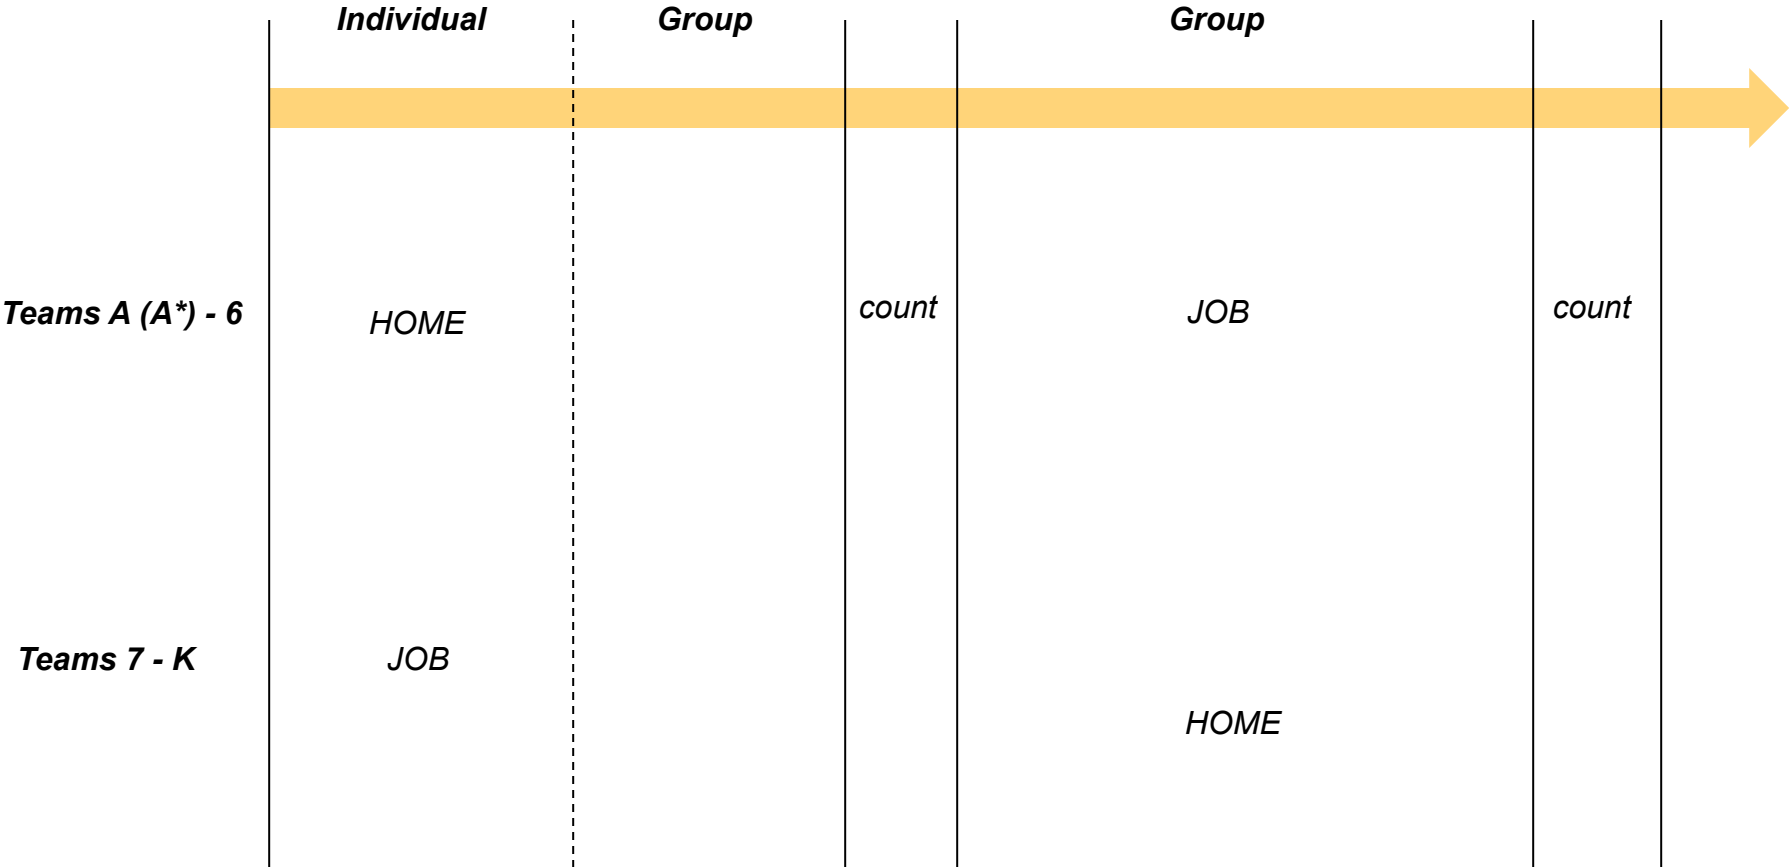 Individual
Group
Group
Teams A (A*) - 6
HOME
count
JOB
count
Teams 7 - K
JOB
HOME